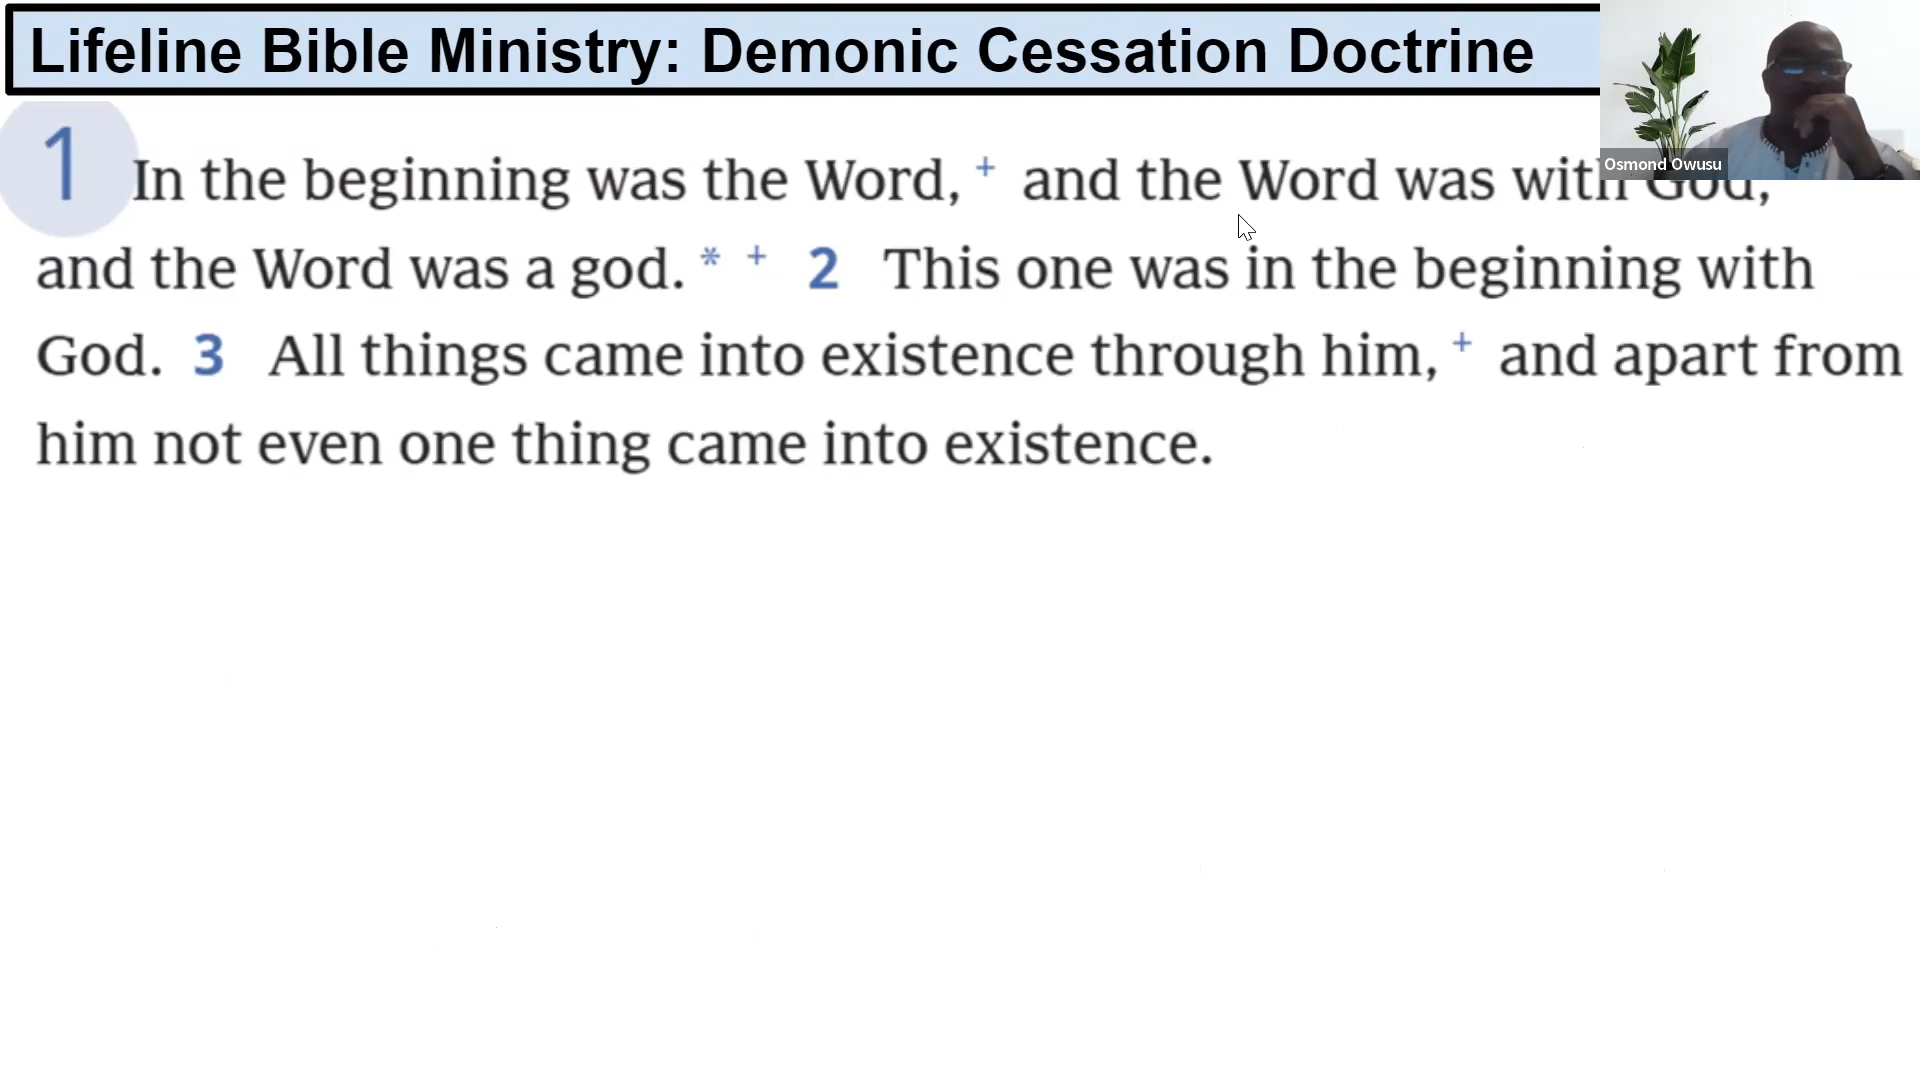 Lifeline Bible Ministry: Demonic Cessation Doctrine
Osmond Owusu
1 In the beginning was the Word, + and the Word was with God,
and the Word was a god. * + 2 This one was in the beginning with
God. 3 All things came into existence through him, + and apart from
him not even one thing came into existence.